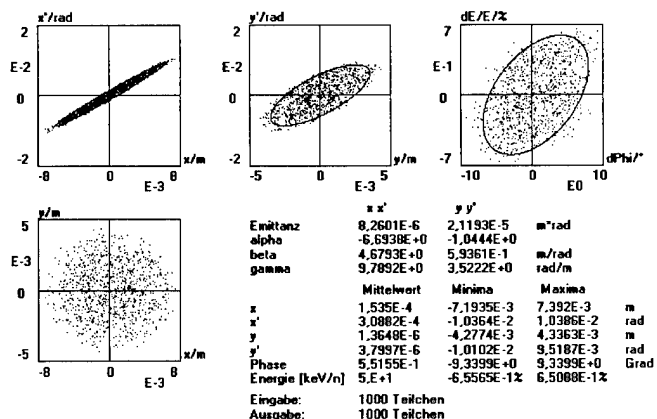 x'/rad
2
E-2
0
-2
-8
0
E-3
8
x/m
y'/rad
2
E-2
0
-2
-5
0
E-3
5
y/m
dE/E/%
7
E-1
0
-7
-10
0
E0
10
dPhi/°
y/m
5
E-3
0
-5
-8
0
E-3
8
x/m
x x' y y'
Emittanz 8,2601E-6 2,1193E-5 m*rad
alpha -6,6938E+0 -1,0444E+0
beta 4,6793E+0 5,9361E-1 m/rad
gamma 9,7892E+0 3,5222E+0 rad/m
Mittelwert Minima Maxima
x 1,535E-4 -7,1935E-3 7,392E-3 m
x' 3,0882E-4 -1,0364E-2 1,0386E-2 rad
y 1,3648E-6 -4,2774E-3 4,3363E-3 m
y' 3,7997E-6 -1,0102E-2 9,5187E-3 rad
Phase 5,5155E-1 -9,3399E+0 9,3399E+0 Grad
Energie [keV/n] 5,E+1 -6,5565E-1% 6,5088E-1%
Eingabe: 1000 Teilchen
Ausgabe: 1000 Teilchen